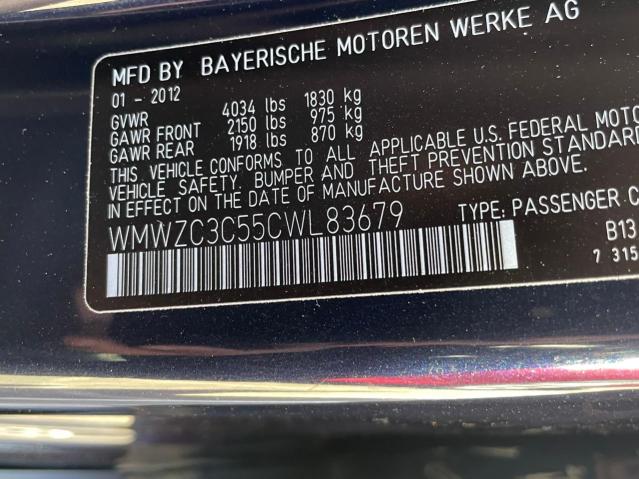 MFD BY BAYERISCHE MOTOREN WERKE AG
01 - 2012
GVWR 4034 lbs 1830 kg
GAWR FRONT 2150 lbs 975 kg
GAWR REAR 1918 lbs 870 kg
THIS VEHICLE CONFORMS TO ALL APPLICABLE U.S. FEDERAL MOTO
VEHICLE SAFETY, BUMPER AND THEFT PREVENTION STANDARD
IN EFFECT ON THE DATE OF MANUFACTURE SHOWN ABOVE.
WMWZC3C55CWL83679 TYPE: PASSENGER C
B13
7 315